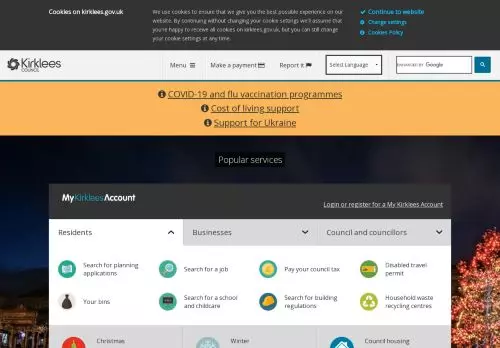 Cookies on kirklees.gov.uk
We use cookies to ensure that we give you the best possible experience on our
website. By continuing without changing your cookie settings we'll assume that
you're happy to receive all cookies on kirklees.gov.uk, but you can still change
your cookie settings at any time.
Continue to website
Change settings
Cookies Policy
Kirklees
COUNCIL
Menu
Make a payment
Report it
Select Language
ENHANCED BY Google
COVID-19 and flu vaccination programmes
Cost of living support
Support for Ukraine
Popular services
MyKirkleesAccount
Login or register for a My Kirklees Account
Residents
Businesses
Council and councillors
Search for planning
applications
Search for a job
Pay your council tax
Disabled travel
permit
Your bins
Search for a school
and childcare
Search for building
regulations
Household waste
recycling centres
Christmas
Winter
Council housing